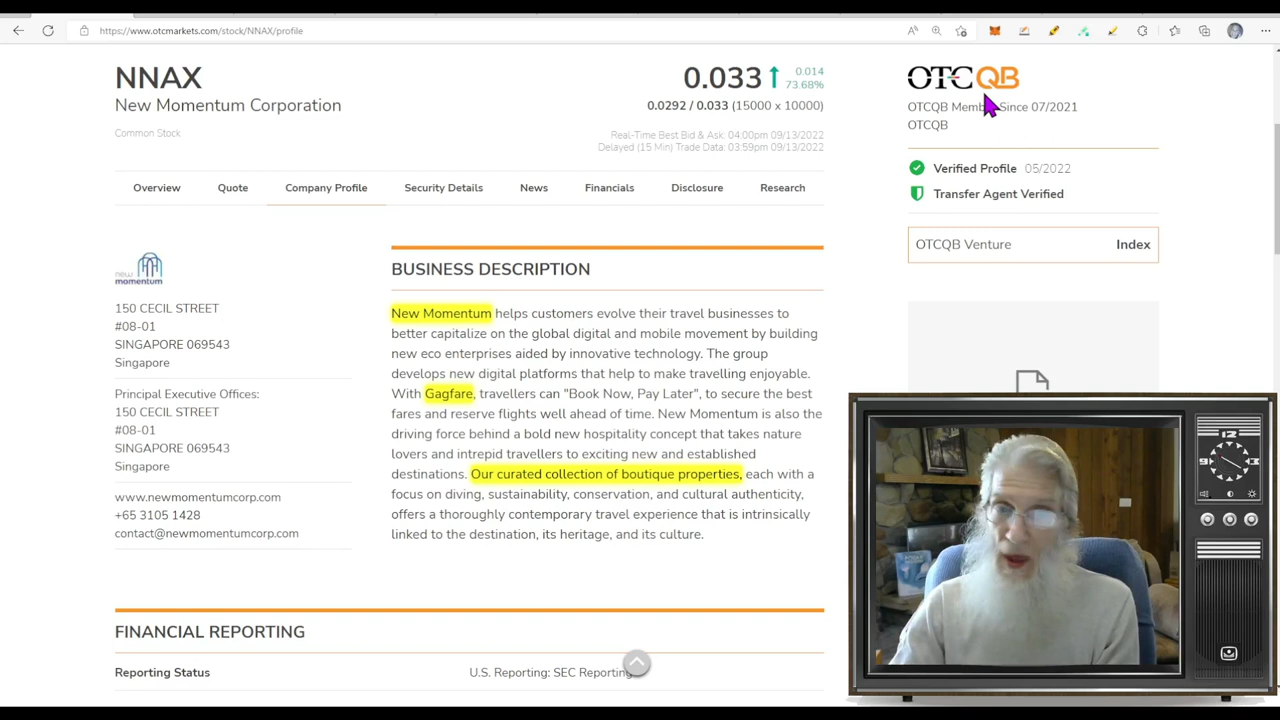 https://www.otcmarkets.com/stock/NNAX/profile
NNAX
New Momentum Corporation
Common Stock
0.033
0.014
73.68%
0.0292 / 0.033 (15000 x 10000)
Real-Time Best Bid & Ask: 04:00pm 09/13/2022
Delayed (15 Min) Trade Data: 03:59pm 09/13/2022
Overview
Quote
Company Profile
Security Details
News
Financials
Disclosure
Research
new
momentum
150 CECIL STREET
#08-01
SINGAPORE 069543
Singapore
Principal Executive Offices:
150 CECIL STREET
#08-01
SINGAPORE 069543
Singapore
www.newmomentumcorp.com
+65 3105 1428
contact@newmomentumcorp.com
BUSINESS DESCRIPTION
New Momentum helps customers evolve their travel businesses to
better capitalize on the global digital and mobile movement by building
new eco enterprises aided by innovative technology. The group
develops new digital platforms that help to make travelling enjoyable.
With Gagfare, travellers can "Book Now, Pay Later", to secure the best
fares and reserve flights well ahead of time. New Momentum is also the
driving force behind a bold new hospitality concept that takes nature
lovers and intrepid travellers to exciting new and established
destinations. Our curated collection of boutique properties, each with a
focus on diving, sustainability, conservation, and cultural authenticity,
offers a thoroughly contemporary travel experience that is intrinsically
linked to the destination, its heritage, and its culture.
FINANCIAL REPORTING
Reporting Status
U.S. Reporting: SEC Reporting
OTCQB
OTCQB Memb Since 07/2021
OTCQB
Verified Profile 05/2022
Transfer Agent Verified
OTCQB Venture
Index
12
3
9